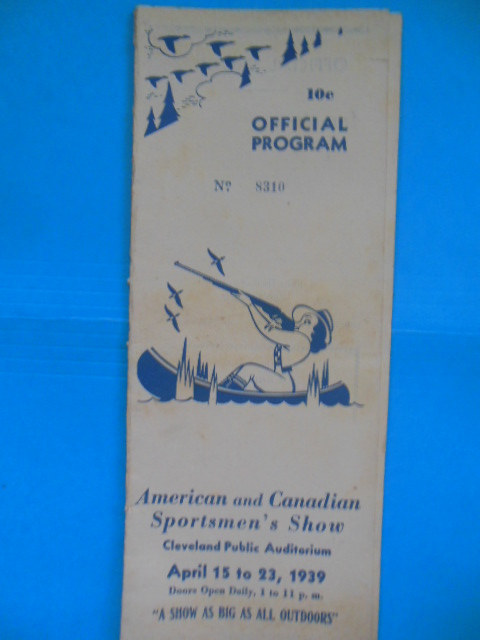 10c
OFFICIAL
PROGRAM
Nº 8310
American and Canadian
Sportsmen's Show
Cleveland Public Auditorium
April 15 to 23, 1939
Doors Open Daily, 1 to 11 p. m.
"A SHOW AS BIG AS ALL OUTDOORS"